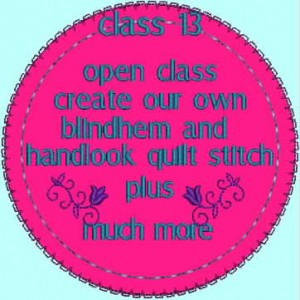 class 13
open class
create our own
blindhem and
handlook quilt stitch
plus
much more